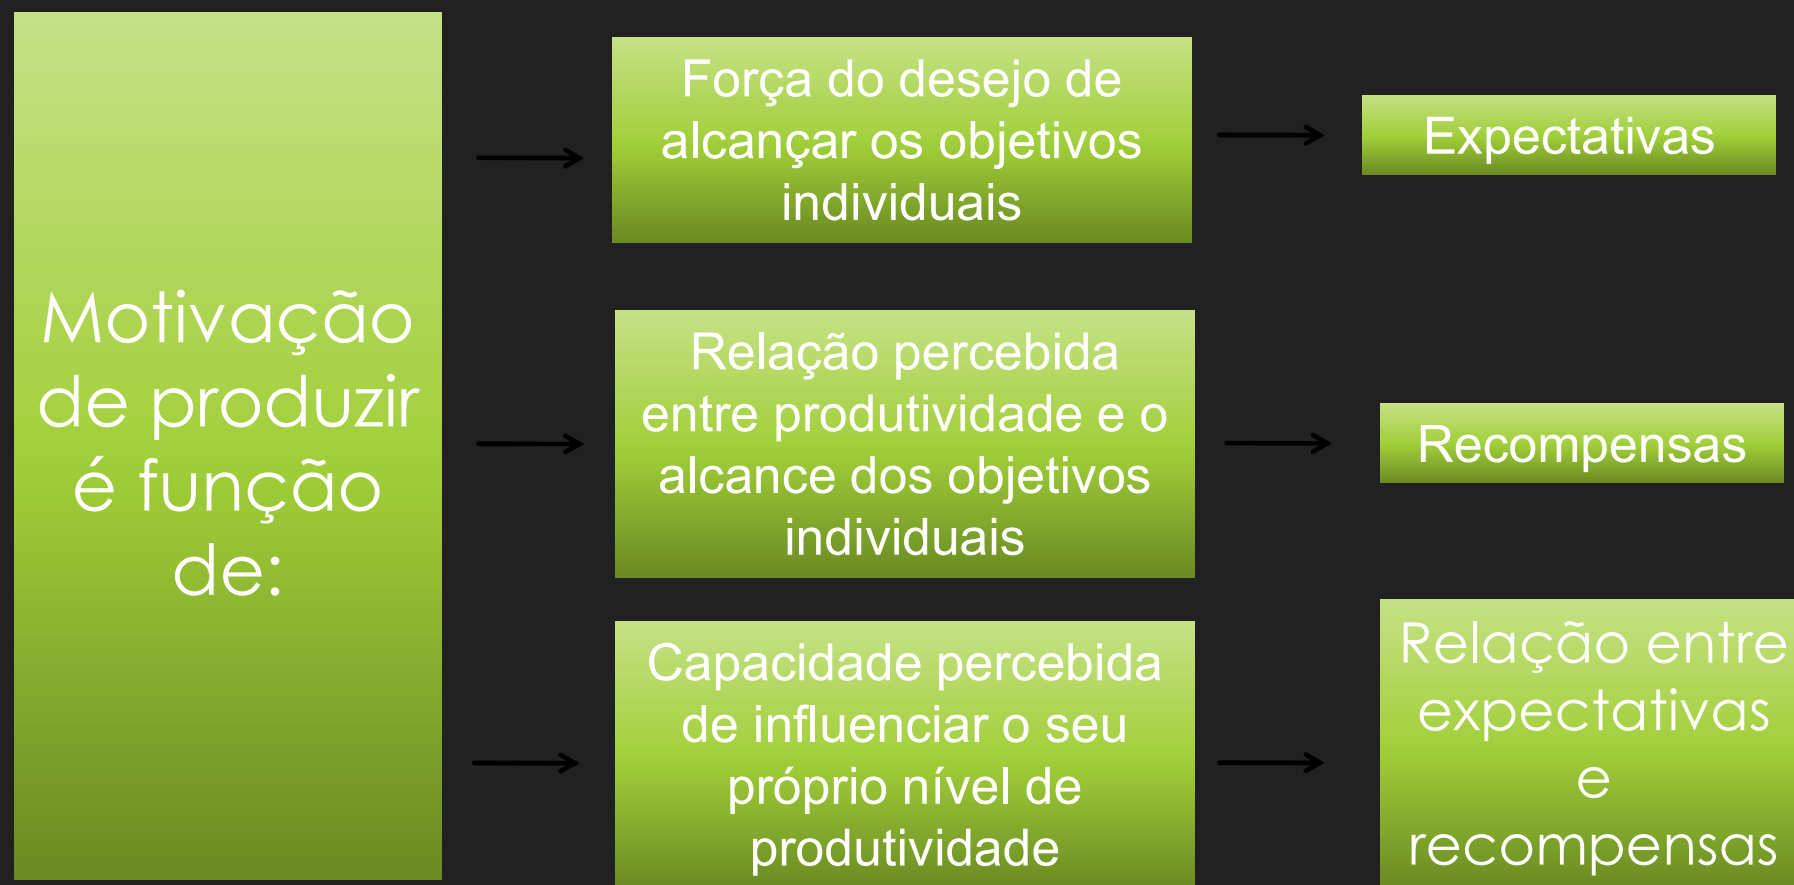 Motivação
de produzir
é função
de:
Força do desejo de
alcançar os objetivos
individuais
Expectativas
Relação percebida
entre produtividade e o
alcance dos objetivos
individuais
Recompensas
Capacidade percebida
de influenciar o seu
próprio nível de
produtividade
Relação entre
expectativas
e
recompensas